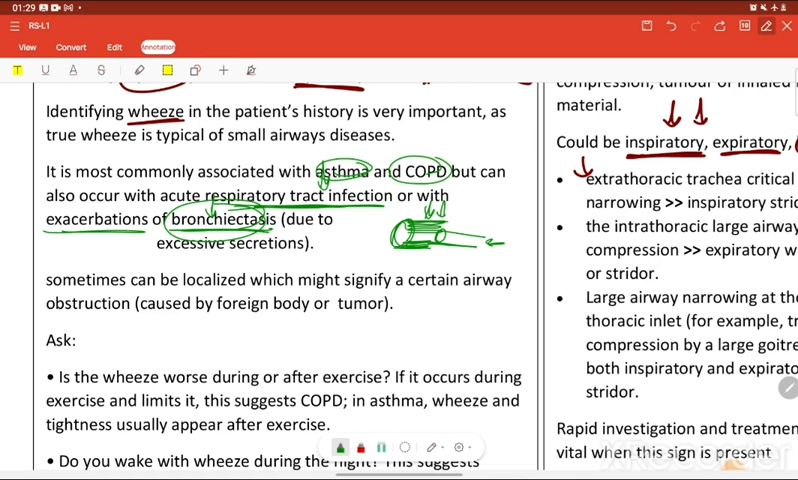 01:29
RS-L1
View Convert Edit Annotation
Identifying wheeze in the patient's history is very important, as
true wheeze is typical of small airways diseases.
It is most commonly associated with asthma and COPD but can
also occur with acute respiratory tract infection or with
exacerbations of bronchiectasis (due to
excessive secretions).
sometimes can be localized which might signify a certain airway
obstruction (caused by foreign body or tumor).
Ask:
• Is the wheeze worse during or after exercise? If it occurs during
exercise and limits it, this suggests COPD; in asthma, wheeze and
tightness usually appear after exercise.
• Do you wake with wheeze during the night? This suggests
compression, tumour or inhaled
material.
Could be inspiratory, expiratory,
• extrathoracic trachea critical
narrowing >> inspiratory
• the intrathoracic large airway
compression >> expiratory
or stridor.
• Large airway narrowing at the
thoracic inlet (for example,
compression by a large goitre
both inspiratory and
stridor.
Rapid investigation and
vital when this sign is present
XRecorder